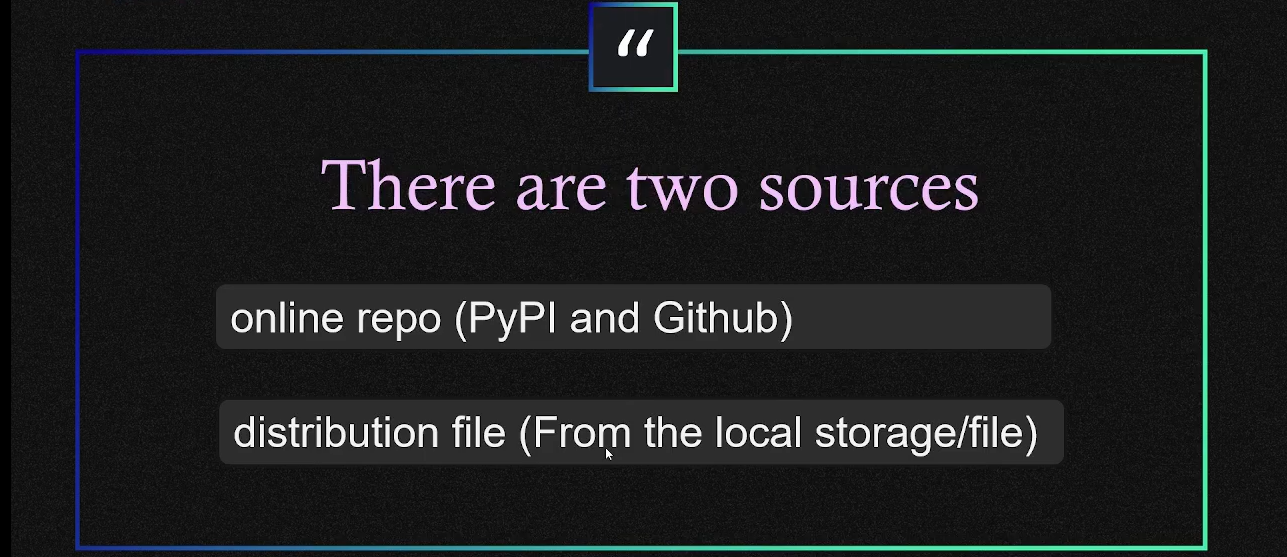 “
There are two sources
online repo (PyPI and Github)
distribution file (From the local storage/file)